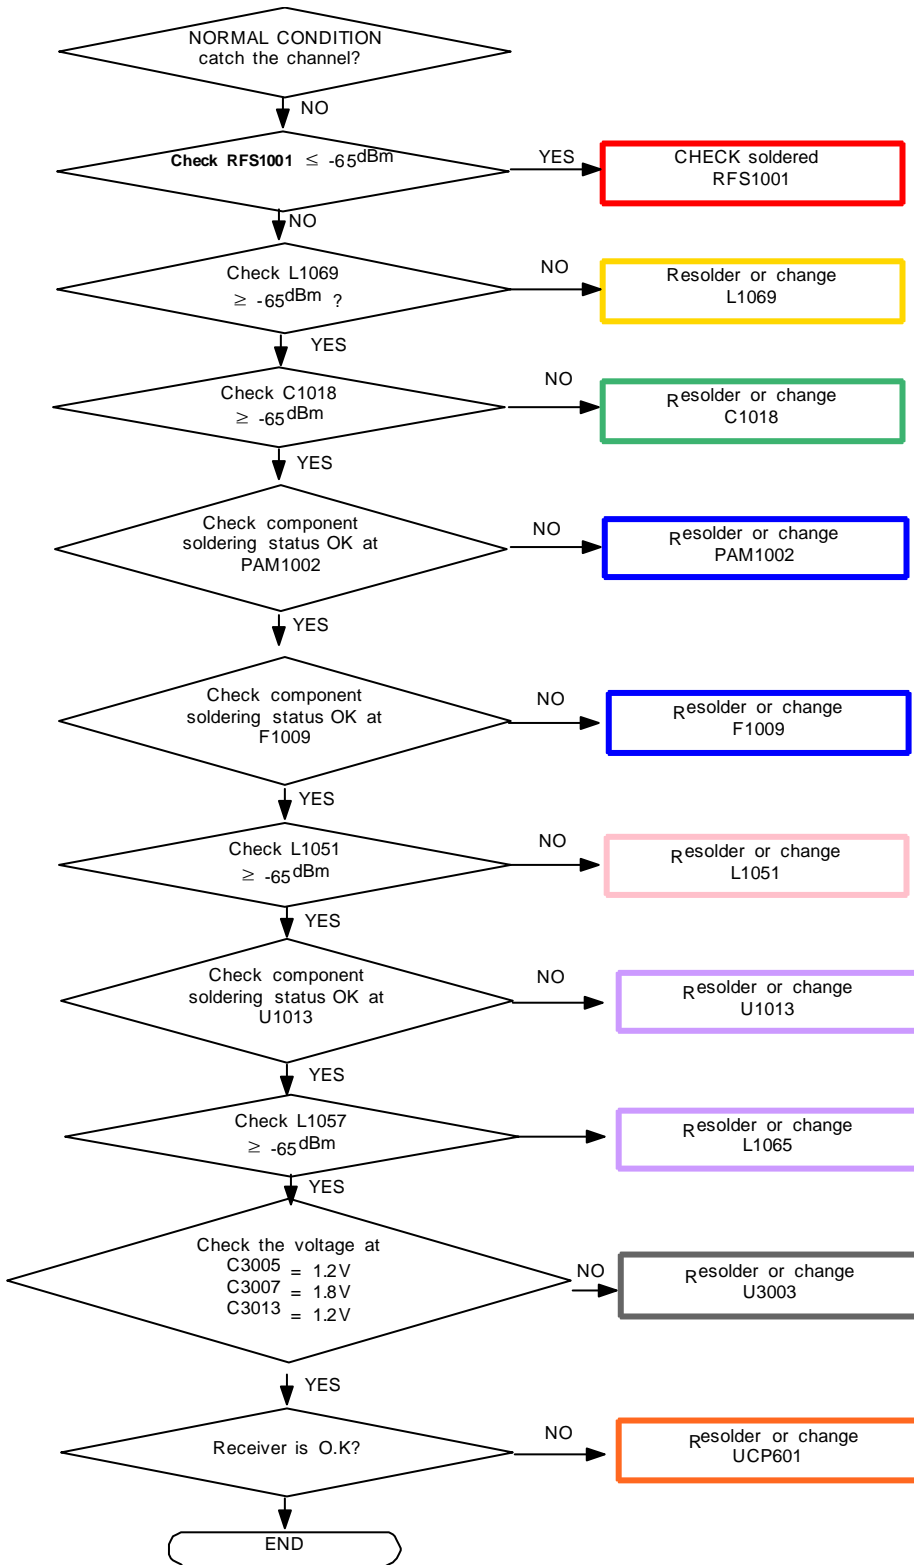 NORMAL CONDITION
catch the channel?
NO
Check RFS1001 ≤ -65dBm
YES
CHECK soldered
RFS1001
NO
Check L1069
≥ -65dBm ?
NO
Resolder or change
L1069
YES
Check C1018
≥ -65dBm
NO
Resolder or change
C1018
YES
Check component
soldering status OK at
PAM1002
NO
Resolder or change
PAM1002
YES
Check component
soldering status OK at
F1009
NO
Resolder or change
F1009
YES
Check L1051
≥ -65dBm
NO
Resolder or change
L1051
YES
Check component
soldering status OK at
U1013
NO
Resolder or change
U1013
YES
Check L1057
≥ -65dBm
Resolder or change
L1065
YES
Check the voltage at
C3005 = 1.2V
C3007 = 1.8V
C3013 = 1.2V
NO
Resolder or change
U3003
YES
Receiver is O.K?
NO
Resolder or change
UCP601
END